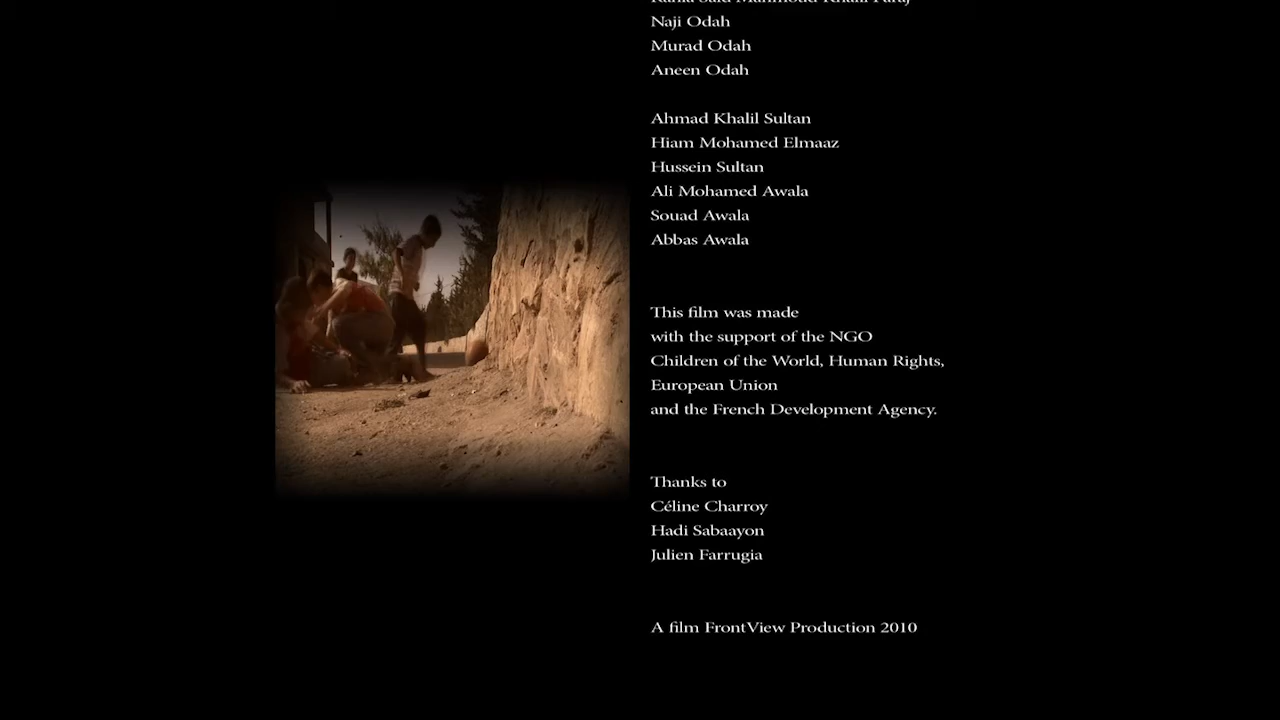 Naji Odah
Murad Odah
Aneen Odah
Ahmad Khalil Sultan
Hiam Mohamed Elmaaz
Hussein Sultan
Ali Mohamed Awala
Souad Awala
Abbas Awala
This film was made
with the support of the NGO
Children of the World, Human Rights,
European Union
and the French Development Agency.
Thanks to
Céline Charroy
Hadi Sabaayon
Julien Farrugia
A film FrontView Production 2010